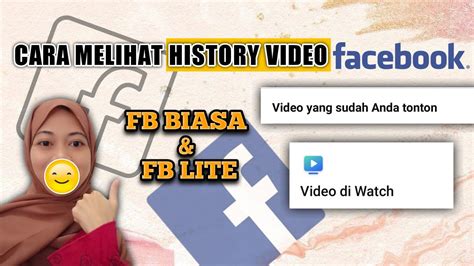 CARA MELIHAT HISTORY VIDEO facebook.
Video yang sudah Anda tonton
FB BIASA
&
FB LITE
Video di Watch